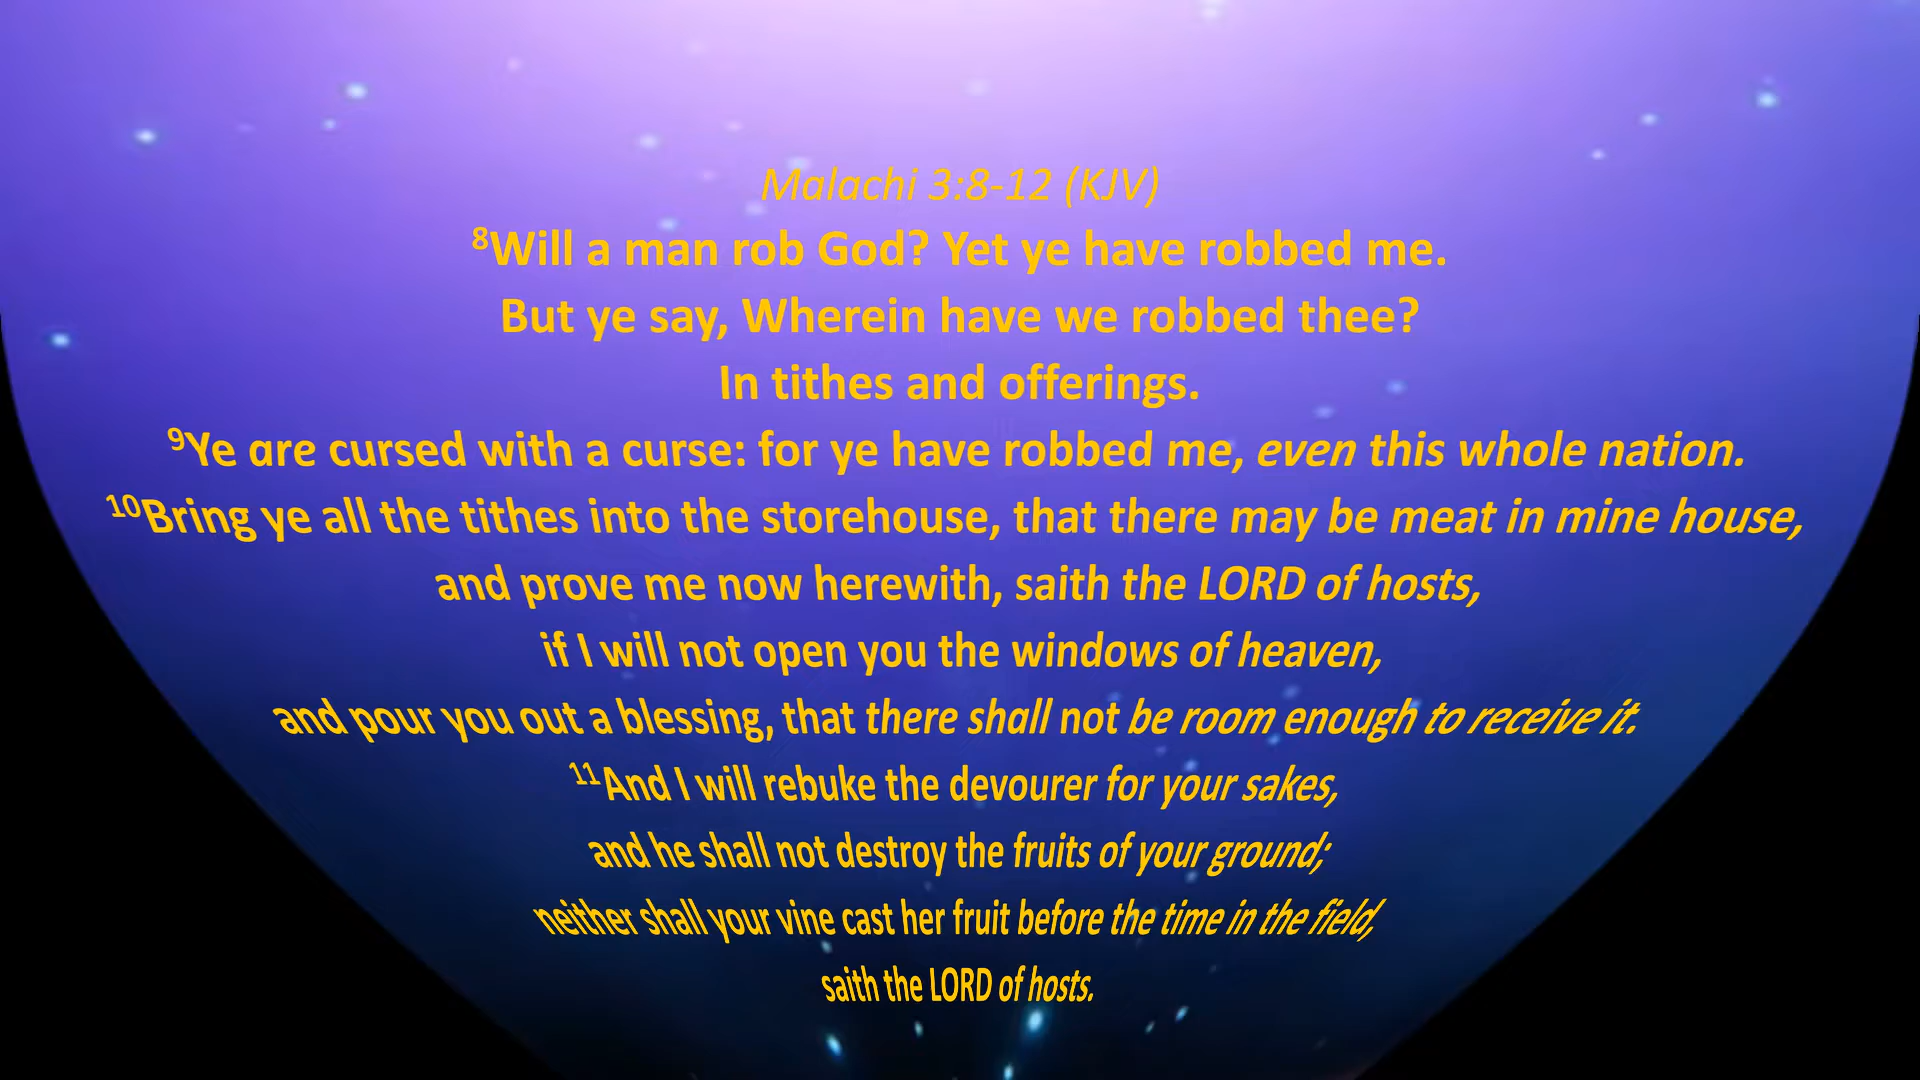 Malachi 3:8-12 (KJV)
⁸Will a man rob God? Yet ye have robbed me.
But ye say, Wherein have we robbed thee?
In tithes and offerings.
⁹Ye are cursed with a curse: for ye have robbed me, even this whole nation.
¹⁰Bring ye all the tithes into the storehouse, that there may be meat in mine house,
and prove me now herewith, saith the LORD of hosts,
if I will not open you the windows of heaven,
and pour you out a blessing, that there shall not be room enough to receive it.
¹¹And I will rebuke the devourer for your sakes,
and he shall not destroy the fruits of your ground;
neither shall your vine cast her fruit before the time in the field,
saith the LORD of hosts.